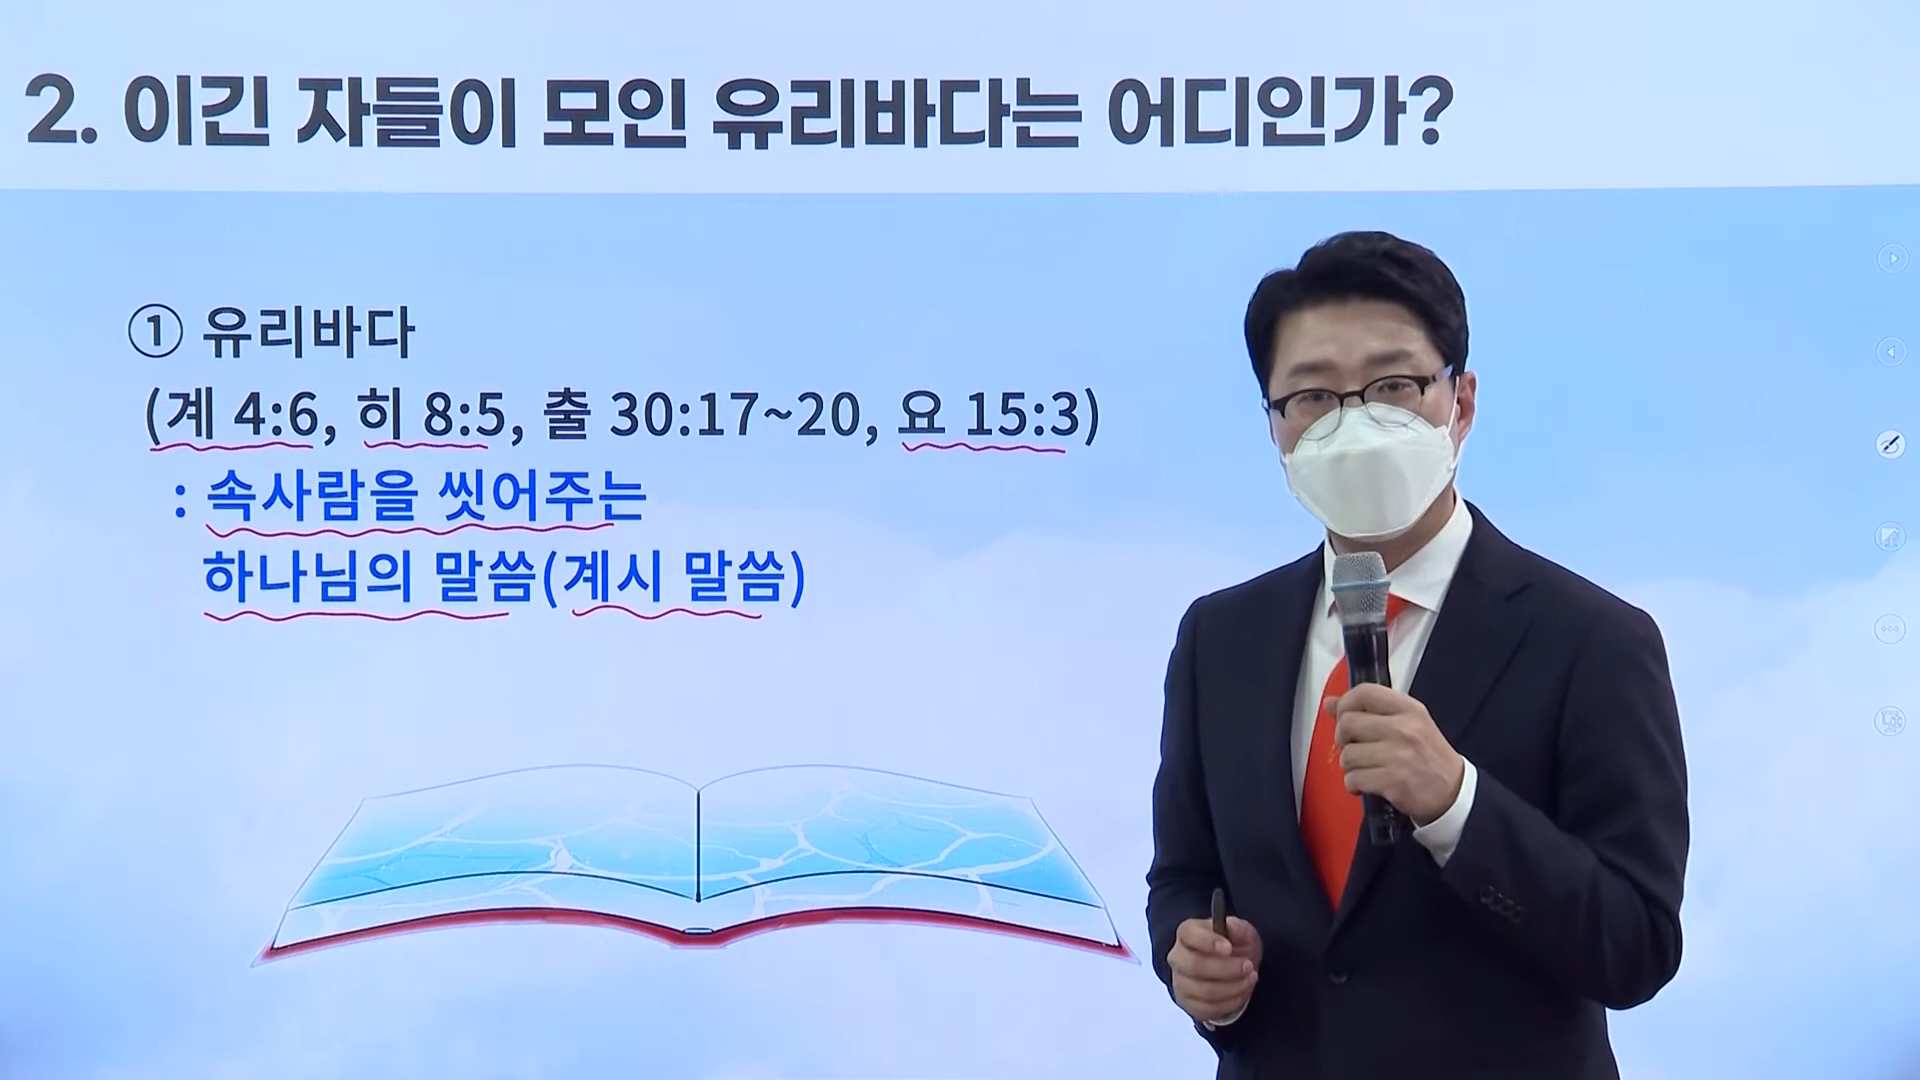 2. 이긴 자들이 모인 유리바다는 어디인가?
① 유리바다
(계 4:6, 히 8:5, 출 30:17~20, 요 15:3)
: 속사람을 씻어주는
하나님의 말씀(계시 말씀)